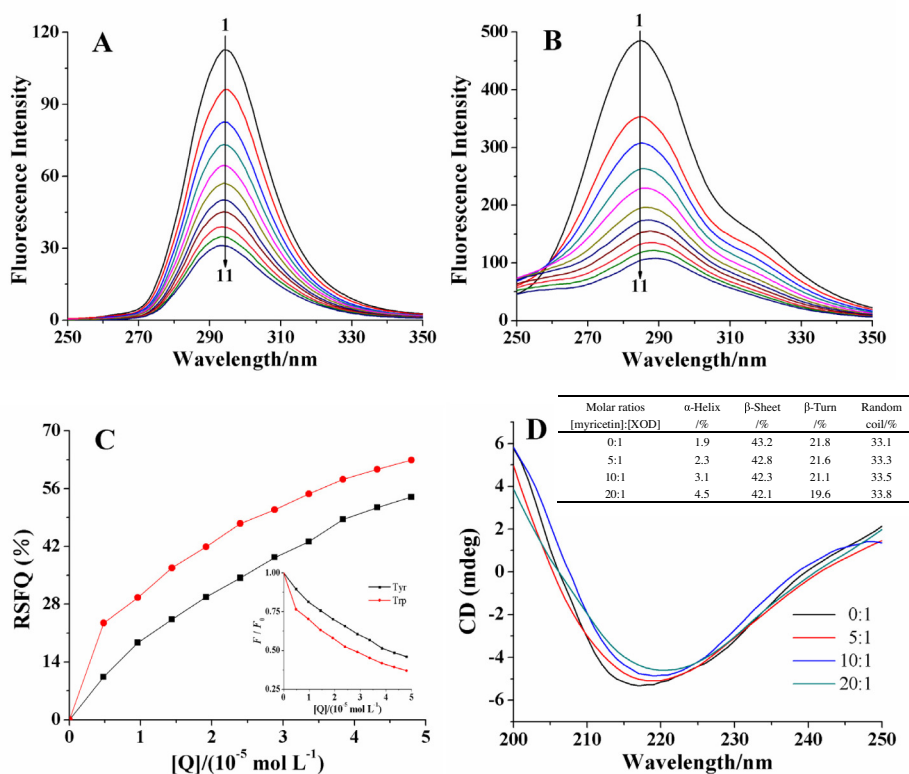 A
1
11
Fluorescence Intensity
120
90
60
30
0
250 270 290 310 330 350
Wavelength/nm
B
1
11
Fluorescence Intensity
500
400
300
200
100
0
250 270 290 310 330 350
Wavelength/nm
C
RSFQ (%)
70
56
42
28
14
0
0 1 2 3 4 5
[Q]/(10⁻⁵ mol L⁻¹)
F / F₀
1.00
0.75
0.50
0.25
0 1 2 3 4 5
[Q]/(10⁻⁵ mol L⁻¹)
Tyr
Trp
D
Molar ratios α-Helix β-Sheet β-Turn Random
[myricetin]:[XOD] /% /% /% coil/%
0:1 1.9 43.2 21.8 33.1
5:1 2.3 42.8 21.6 33.3
10:1 3.1 42.3 21.1 33.5
20:1 4.5 42.1 19.6 33.8
CD (mdeg)
6
4
2
0
-2
-4
-6
200 210 220 230 240 250
Wavelength/nm
0:1
5:1
10:1
20:1